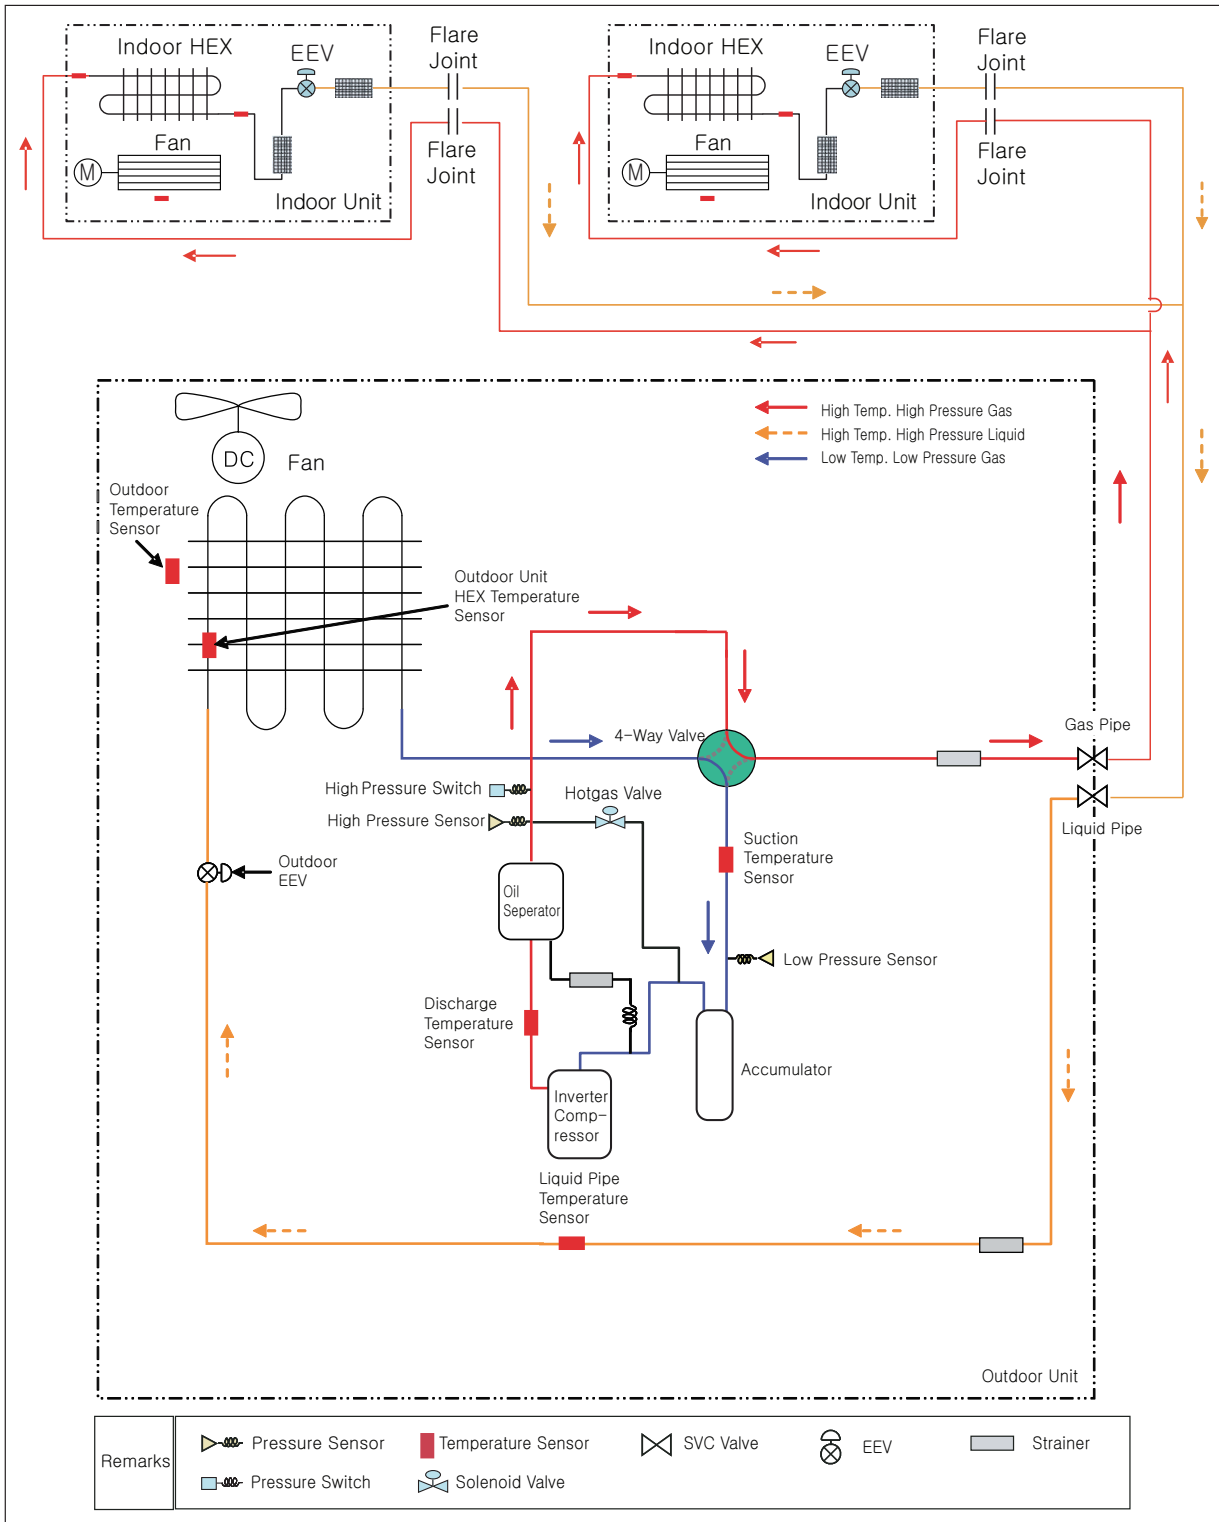 Indoor HEX
EEV
Flare
Joint
Fan
M
Flare
Joint
Indoor Unit
Indoor HEX
EEV
Flare
Joint
Fan
M
Flare
Joint
Indoor Unit
High Temp. High Pressure Gas
High Temp. High Pressure Liquid
Low Temp. Low Pressure Gas
DC
Fan
Outdoor
Temperature
Sensor
Outdoor Unit
HEX Temperature
Sensor
4-Way Valve
Gas Pipe
High Pressure Switch
Hotgas Valve
High Pressure Sensor
Liquid Pipe
Suction
Temperature
Sensor
Outdoor
EEV
Oil
Seperator
Low Pressure Sensor
Discharge
Temperature
Sensor
Accumulator
Inverter
Comp-
ressor
Liquid Pipe
Temperature
Sensor
Outdoor Unit
Remarks
Pressure Sensor
Temperature Sensor
SVC Valve
EEV
Strainer
Pressure Switch
Solenoid Valve